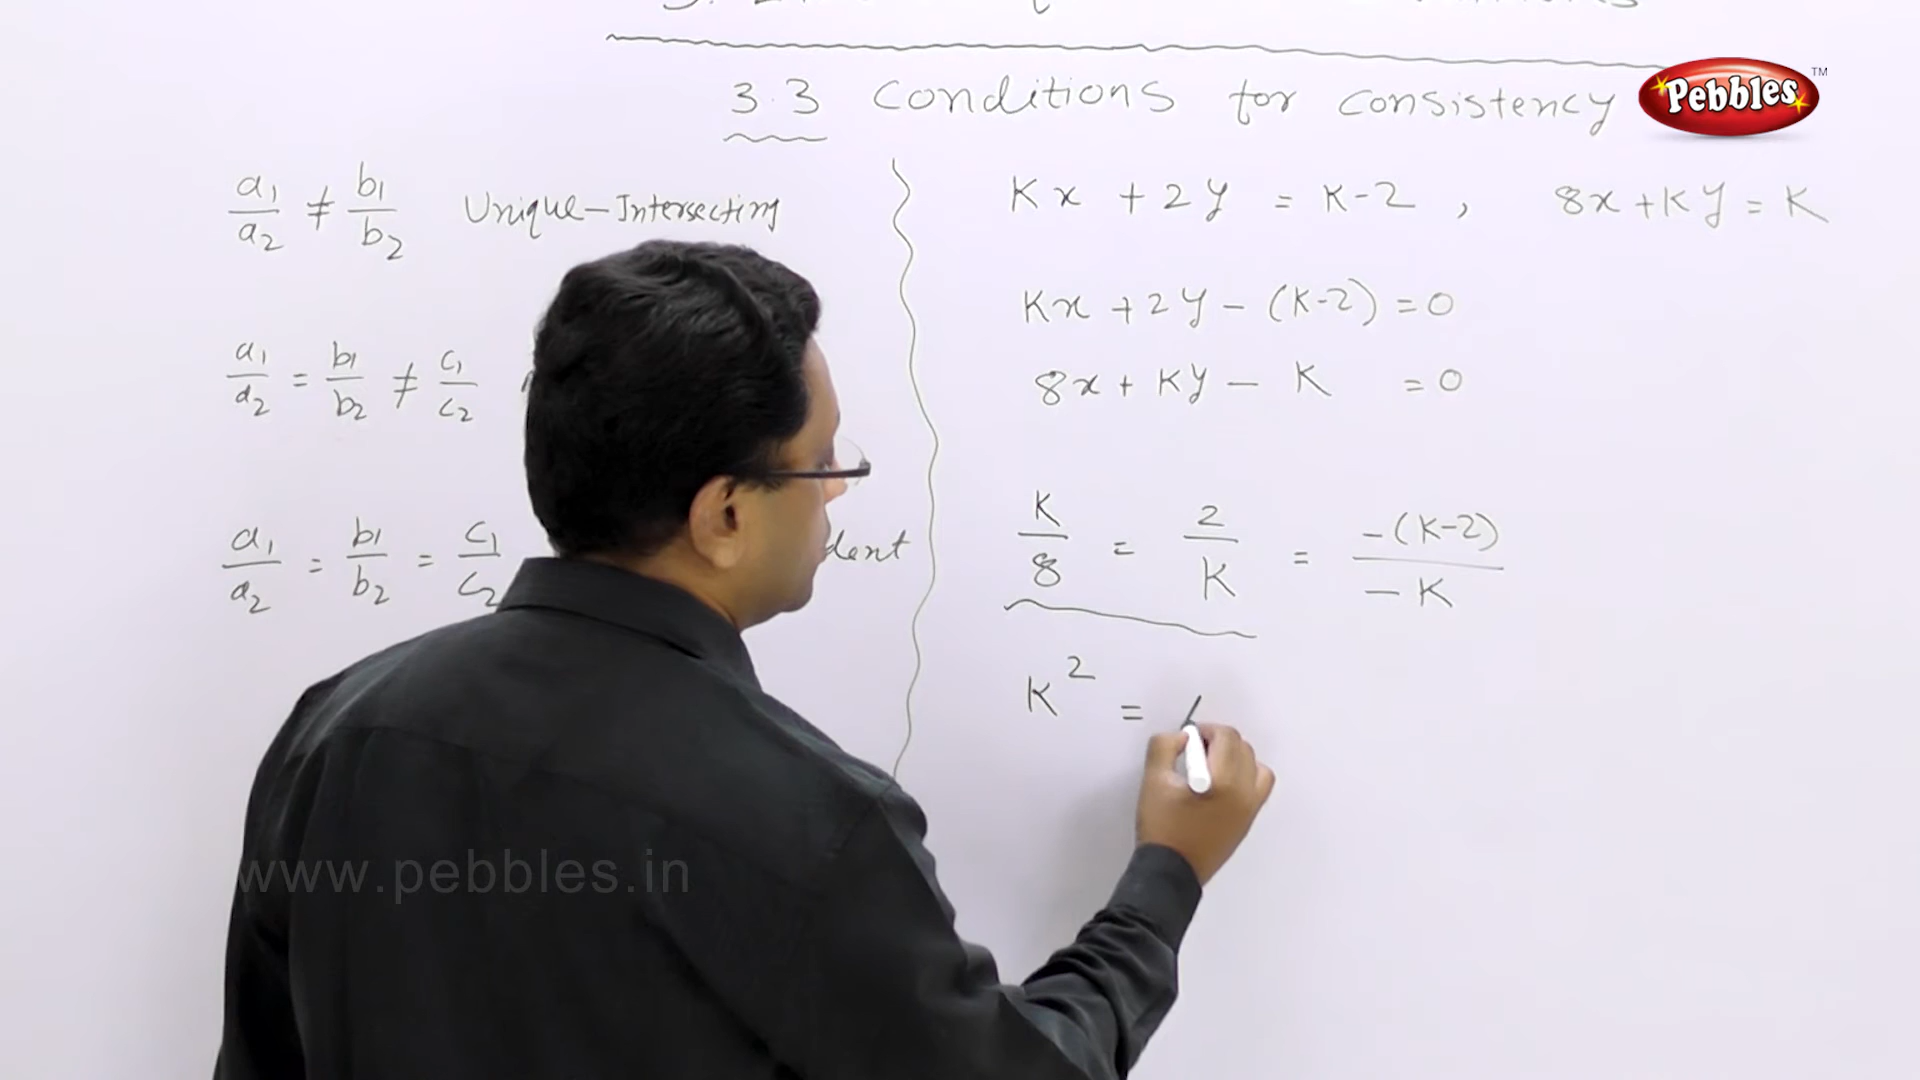 3.3 Conditions for consistency
Pebbles TM
a1/a2 ≠ b1/b2 Unique-Intersecting
a1/a2 = b1/b2 ≠ c1/c2
a1/a2 = b1/b2 = c1/c2
Kx + 2y = K-2 , 8x + Ky = K
Kx + 2y - (K-2) = 0
8x + Ky - K = 0
K/8 = 2/K = -(K-2)/-K
K² =
www.pebbles.in